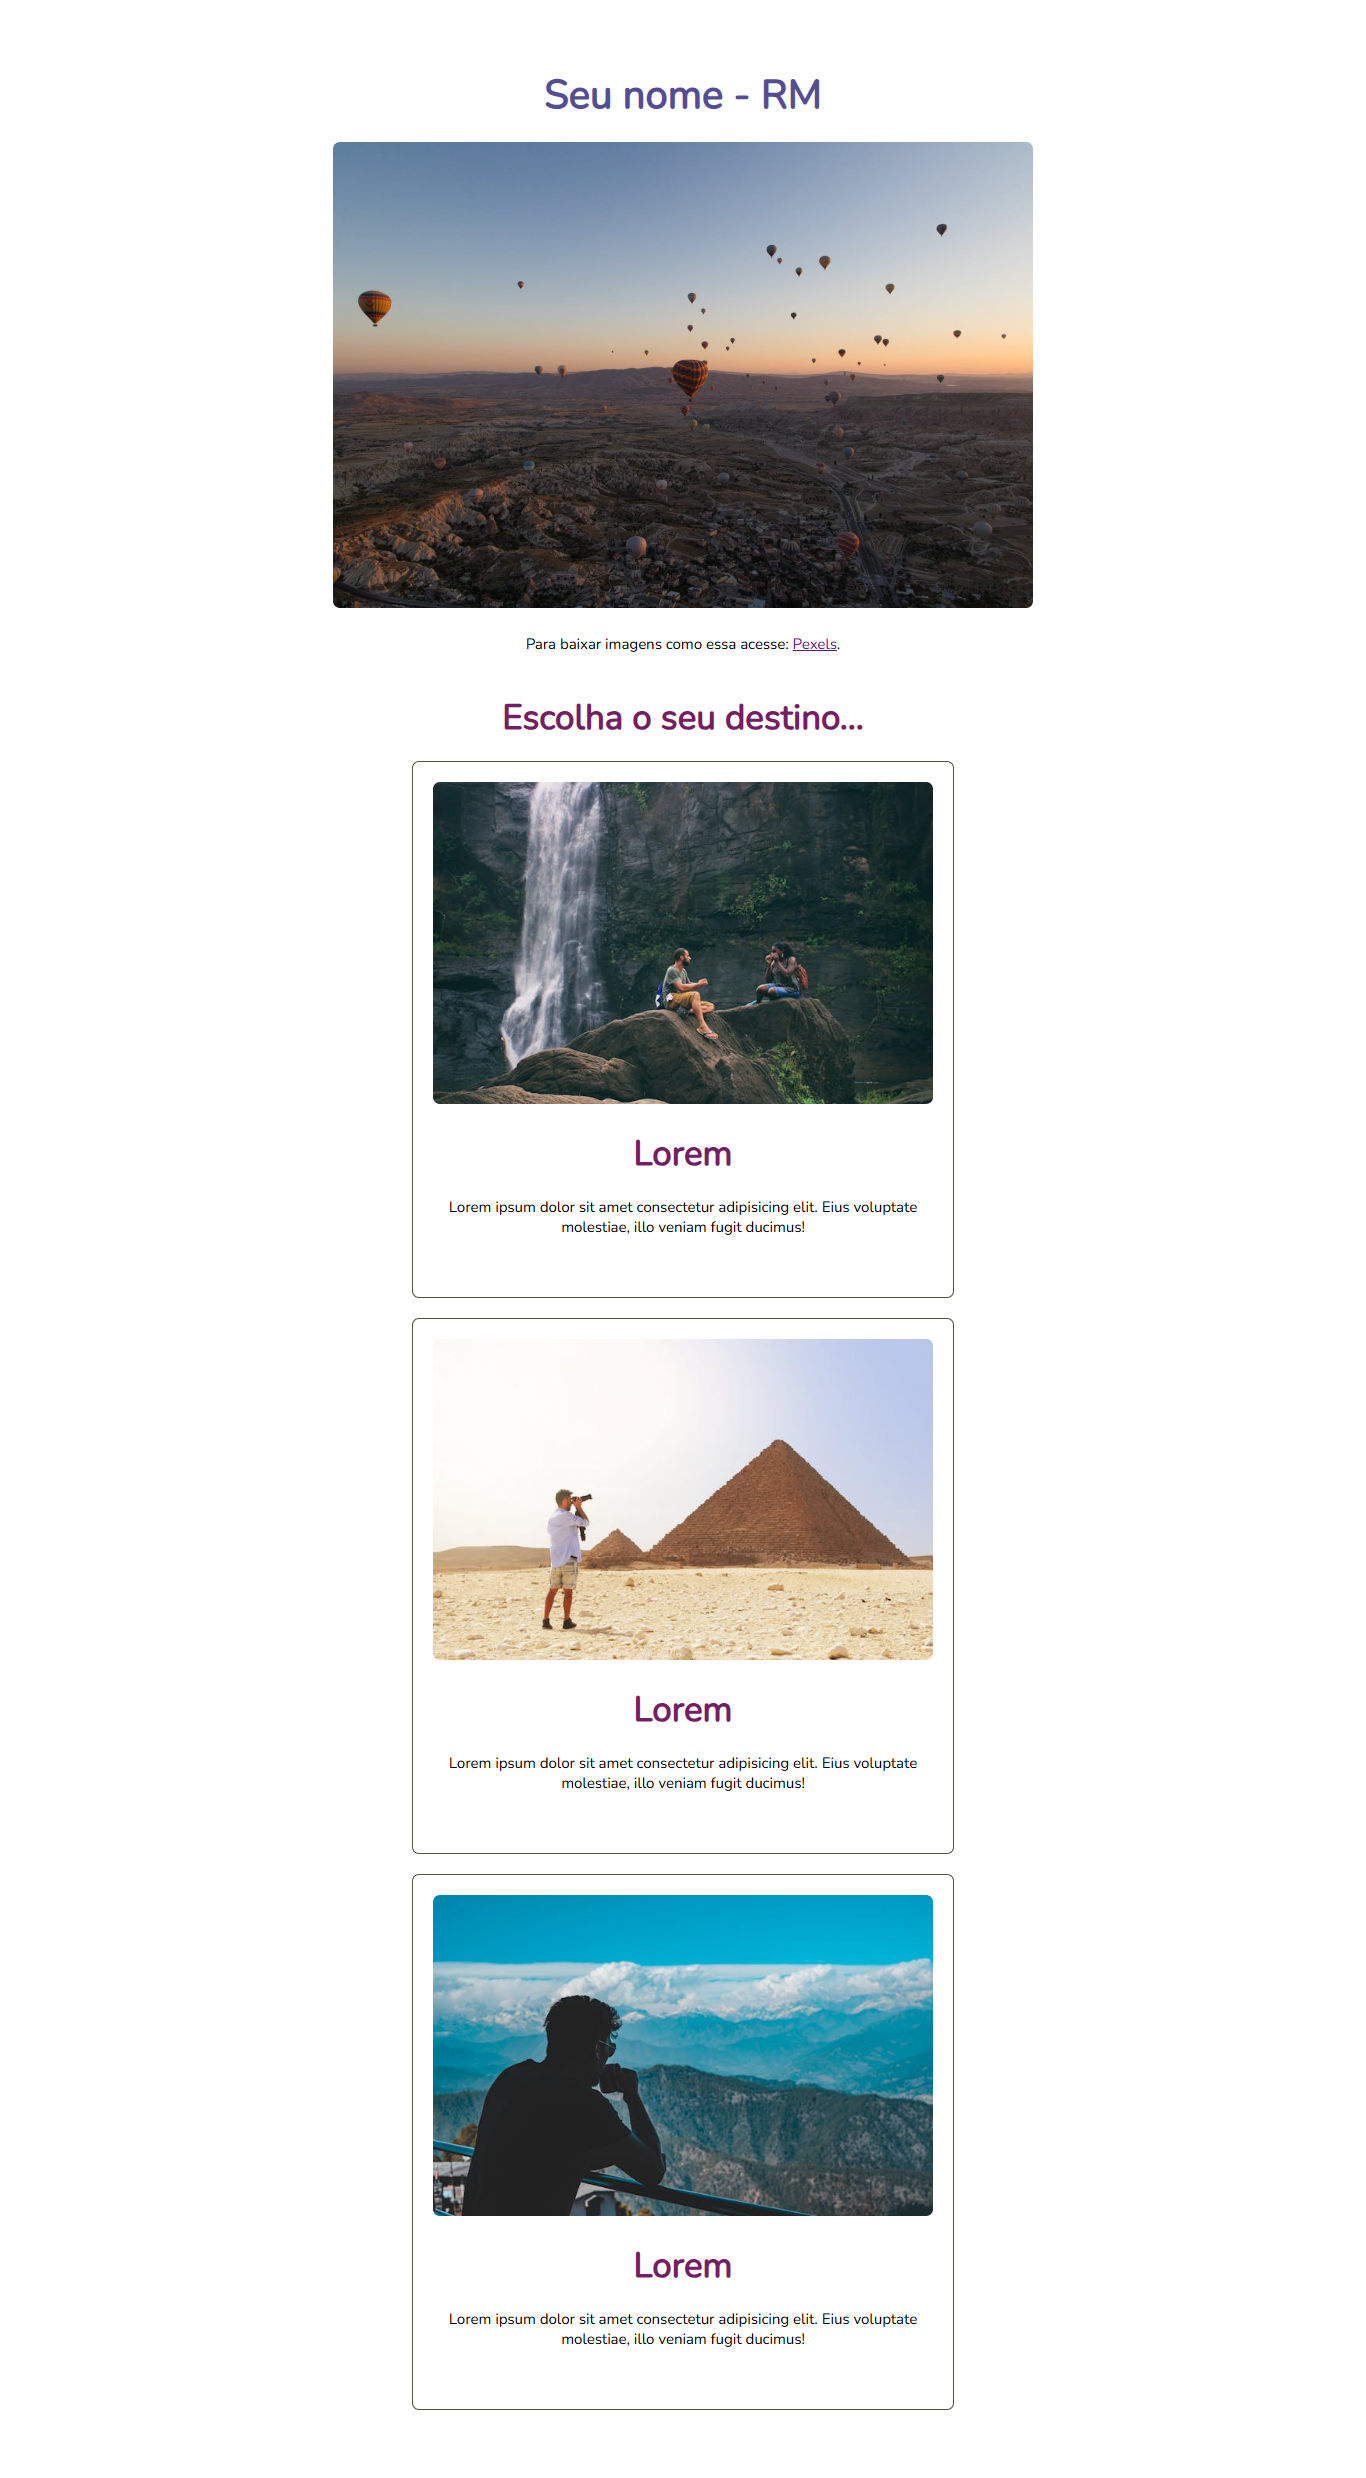 Seu nome - RM
Para baixar imagens como essa acesse: Pexels.
Escolha o seu destino...
Lorem
Lorem ipsum dolor sit amet consectetur adipisicing elit. Eius voluptate
molestiae, illo veniam fugit ducimus!
Lorem
Lorem ipsum dolor sit amet consectetur adipisicing elit. Eius voluptate
molestiae, illo veniam fugit ducimus!
Lorem
Lorem ipsum dolor sit amet consectetur adipisicing elit. Eius voluptate
molestiae, illo veniam fugit ducimus!